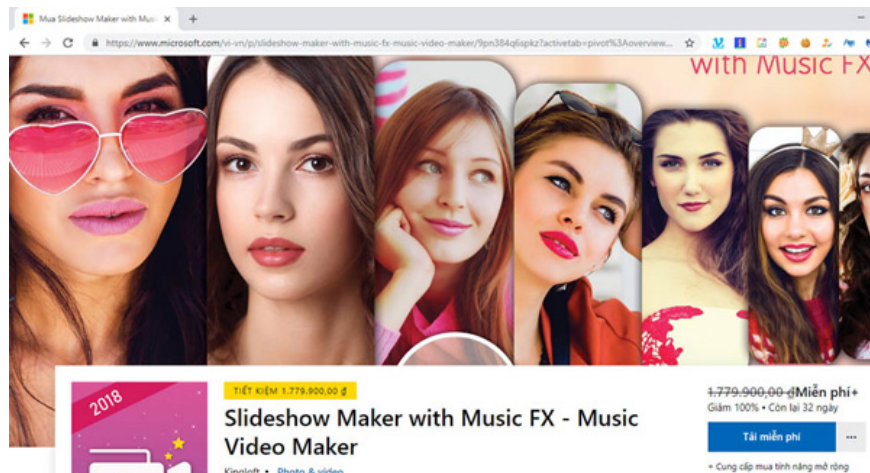 Mua Slideshow Maker with Musi
https://www.microsoft.com/vi-vn/p/slideshow-maker-with-music-fx-music-video-maker/9pn384q6spkz?activetab=pivot%3Aoverview...
with Music FX
2018
TIẾT KIỆM 1.779.900,00 ₫
Slideshow Maker with Music FX - Music
Video Maker
Kingloft • Photo & video
1.779.900,00 ₫Miễn phí+
Giảm 100% • Còn lại 32 ngày
Tải miễn phí
+ Cung cấp mua tính năng mở rộng